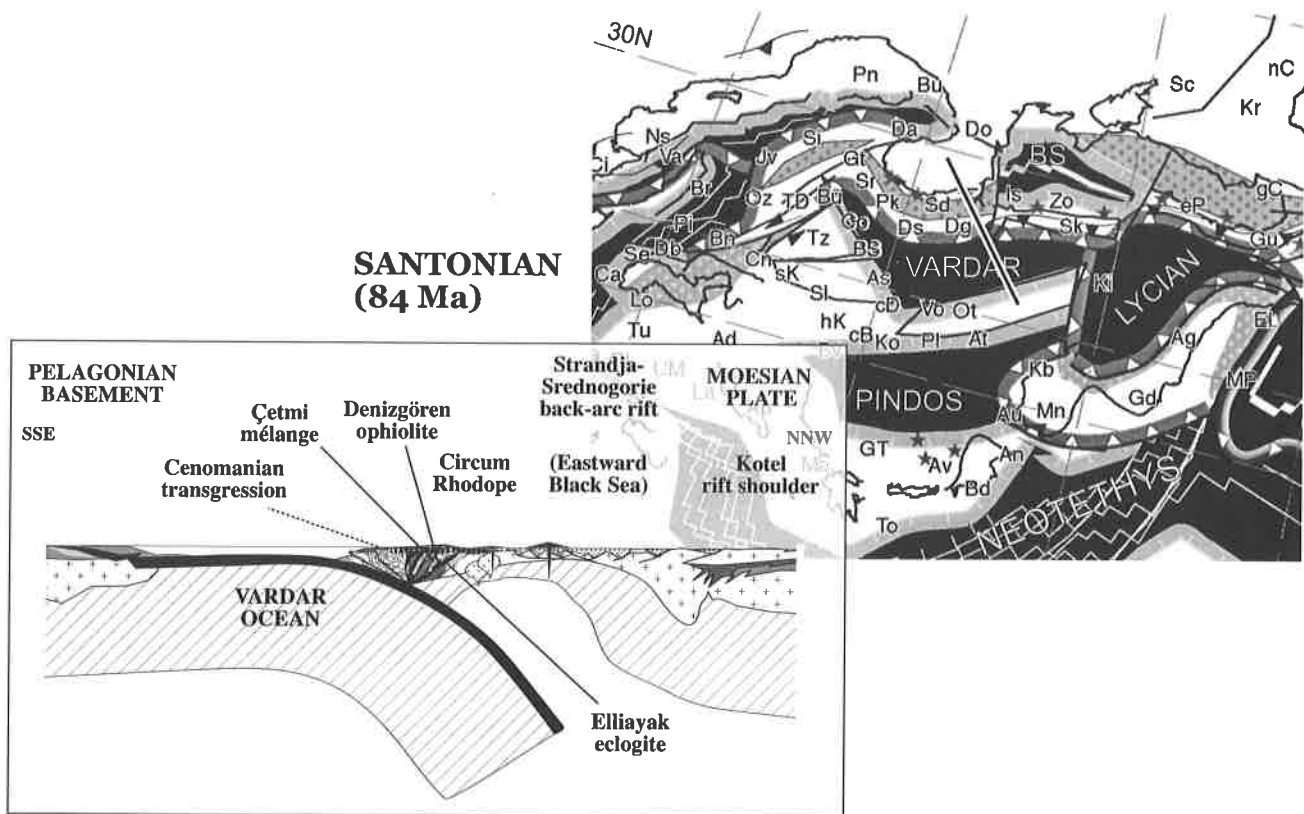 30N
Pn
Bu
Sc
nC
Kr
Ns
Va
Ci
Si
Da
Do
Jv
Gt
BS
Br
Oz
TD
Bü
Sr
Pk
Sd
Is
Zo
eP
gC
Pi
Co
Ds
Dg
Sk
Gü
Db
Bn
Tz
BS
VARDAR
Se
Cn
sK
As
Ki
LYCIAN
Ca
Lo
Sl
cD
Vo
Ot
Tu
Ad
hK
cB
Ko
Pl
At
Ag
El
SANTONIAN
(84 Ma)
UM
PINDOS
Kb
Mn
Gd
MP
Au
GT
Av
An
Bd
To
NEOTETHYS
PELAGONIAN
BASEMENT
SSE
Çetmi
mélange
Denizgören
ophiolite
Strandja-
Srednogorie
back-arc rift
MOESIAN
PLATE
NNW
Cenomanian
transgression
Circum
Rhodope
(Eastward
Black Sea)
Kotel
rift shoulder
VARDAR
OCEAN
Elliayak
eclogite